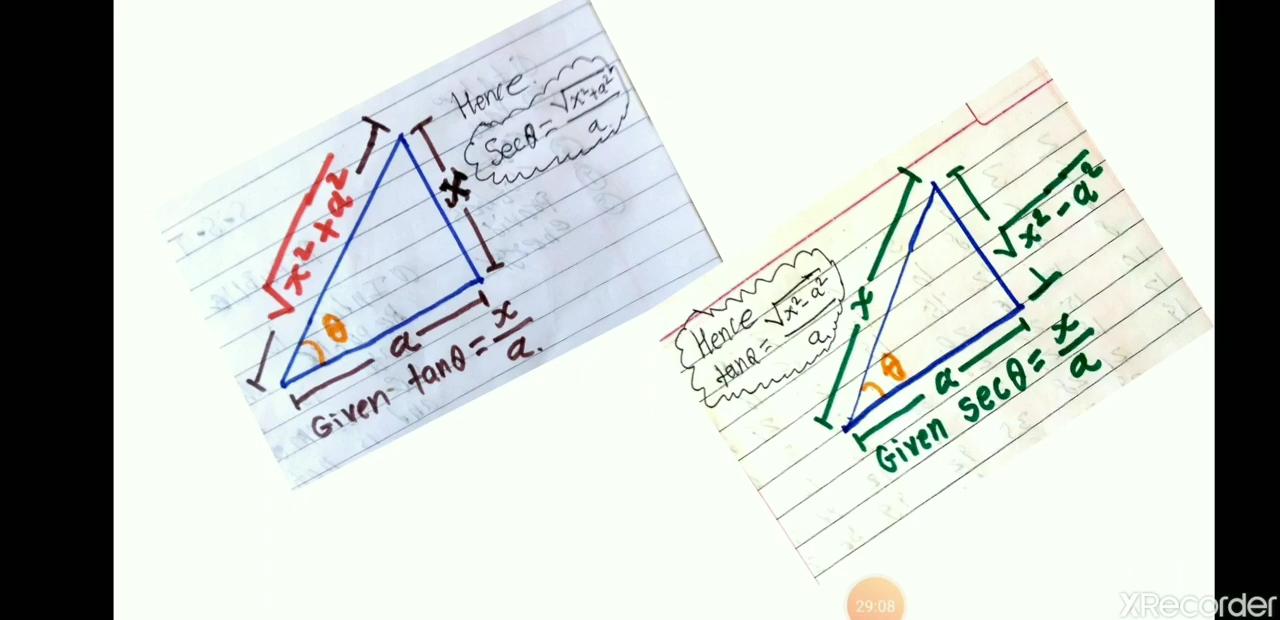 Hence
secθ = √x²+a² / a
x
√x²+a²
θ
a
Given tanθ = x/a.
√x²-a²
x
Hence
tanθ = √x²-a² / a
θ
a
Given secθ = x/a
29:08
XRecorder